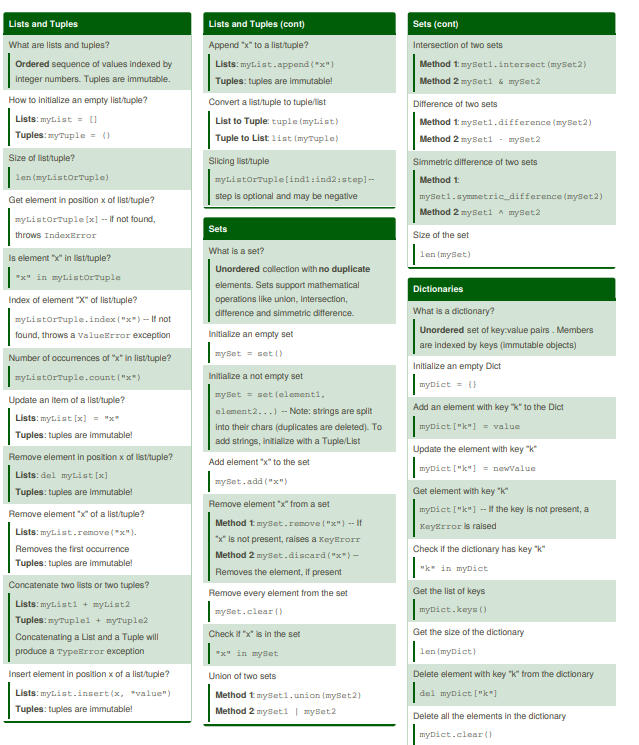 Lists and Tuples
What are lists and tuples?
Ordered sequence of values indexed by
integer numbers. Tuples are immutable.
How to initialize an empty list/tuple?
Lists: myList = []
Tuples: myTuple = ()
Size of list/tuple?
len(myListOrTuple)
Get element in position x of list/tuple?
myListOrTuple[x] -- if not found,
throws IndexError
Is element "x" in list/tuple?
"x" in myListOrTuple
Index of element "X" of list/tuple?
myListOrTuple.index("x") -- If not
found, throws a ValueError exception
Number of occurrences of "x" in list/tuple?
myListOrTuple.count("x")
Update an item of a list/tuple?
Lists: myList[x] = "x"
Tuples: tuples are immutable!
Remove element in position x of list/tuple?
Lists: del myList[x]
Tuples: tuples are immutable!
Remove element "x" of a list/tuple?
Lists: myList.remove("x").
Removes the first occurrence
Tuples: tuples are immutable!
Concatenate two lists or two tuples?
Lists: myList1 + myList2
Tuples: myTuple1 + myTuple2
Concatenating a List and a Tuple will
produce a TypeError exception
Insert element in position x of a list/tuple?
Lists: myList.insert(x, "value")
Tuples: tuples are immutable!
Lists and Tuples (cont)
Append "x" to a list/tuple?
Lists: myList.append("x")
Tuples: tuples are immutable!
Convert a list/tuple to tuple/list
List to Tuple: tuple(myList)
Tuple to List: list(myTuple)
Slicing list/tuple
myListOrTuple[ind1:ind2:step] --
step is optional and may be negative
Sets
What is a set?
Unordered collection with no duplicate
elements. Sets support mathematical
operations like union, intersection,
difference and simmetric difference.
Initialize an empty set
mySet = set()
Initialize a not empty set
mySet = set(element1,
element2...) -- Note: strings are split
into their chars (duplicates are deleted). To
add strings, initialize with a Tuple/List
Add element "x" to the set
mySet.add("x")
Remove element "x" from a set
Method 1: mySet.remove("x") -- If
"x" is not present, raises a KeyErorr
Method 2: mySet.discard("x") --
Removes the element, if present
Remove every element from the set
mySet.clear()
Check if "x" is in the set
"x" in mySet
Union of two sets
Method 1: mySet1.union(mySet2)
Method 2: mySet1 | mySet2
Sets (cont)
Intersection of two sets
Method 1: mySet1.intersect(mySet2)
Method 2: mySet1 & mySet2
Difference of two sets
Method 1: mySet1.difference(mySet2)
Method 2: mySet1 - mySet2
Simmetric difference of two sets
Method 1:
mySet1.symmetric_difference(mySet2)
Method 2: mySet1 ^ mySet2
Size of the set
len(mySet)
Dictionaries
What is a dictionary?
Unordered set of key:value pairs . Members
are indexed by keys (immutable objects)
Initialize an empty Dict
myDict = {}
Add an element with key "k" to the Dict
myDict["k"] = value
Update the element with key "k"
myDict["k"] = newValue
Get element with key "k"
myDict["k"] -- If the key is not present, a
KeyError is raised
Check if the dictionary has key "k"
"k" in myDict
Get the list of keys
myDict.keys()
Get the size of the dictionary
len(myDict)
Delete element with key "k" from the dictionary
del myDict["k"]
Delete all the elements in the dictionary
myDict.clear()